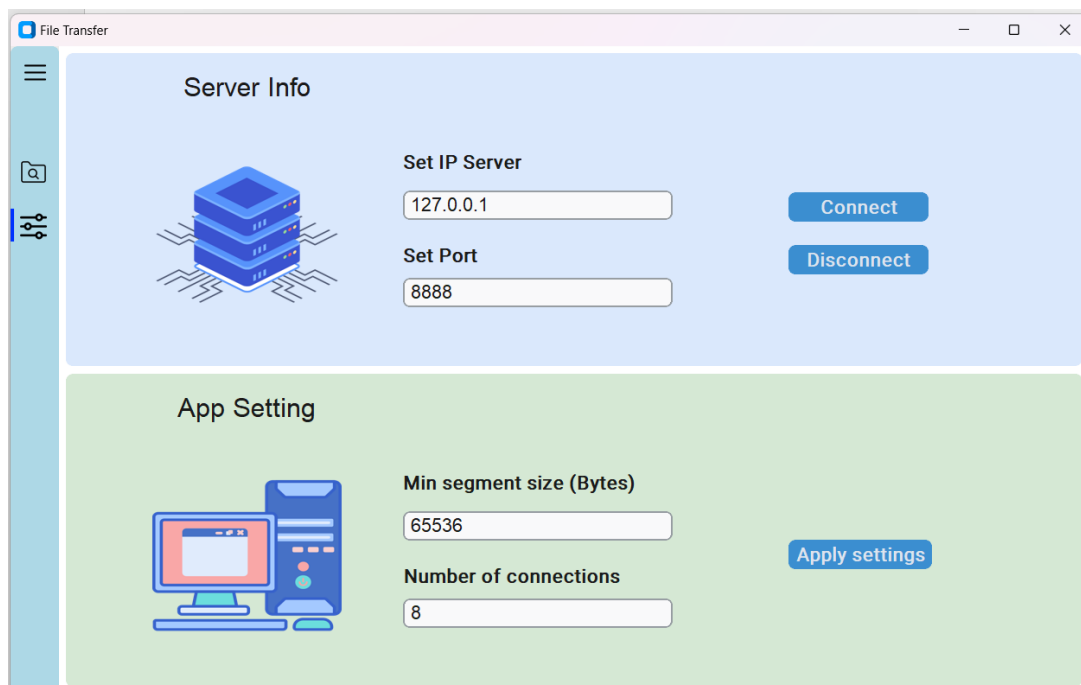 File Transfer
Server Info
Set IP Server
127.0.0.1
Connect
Set Port
Disconnect
8888
App Setting
Min segment size (Bytes)
65536
Apply settings
Number of connections
8